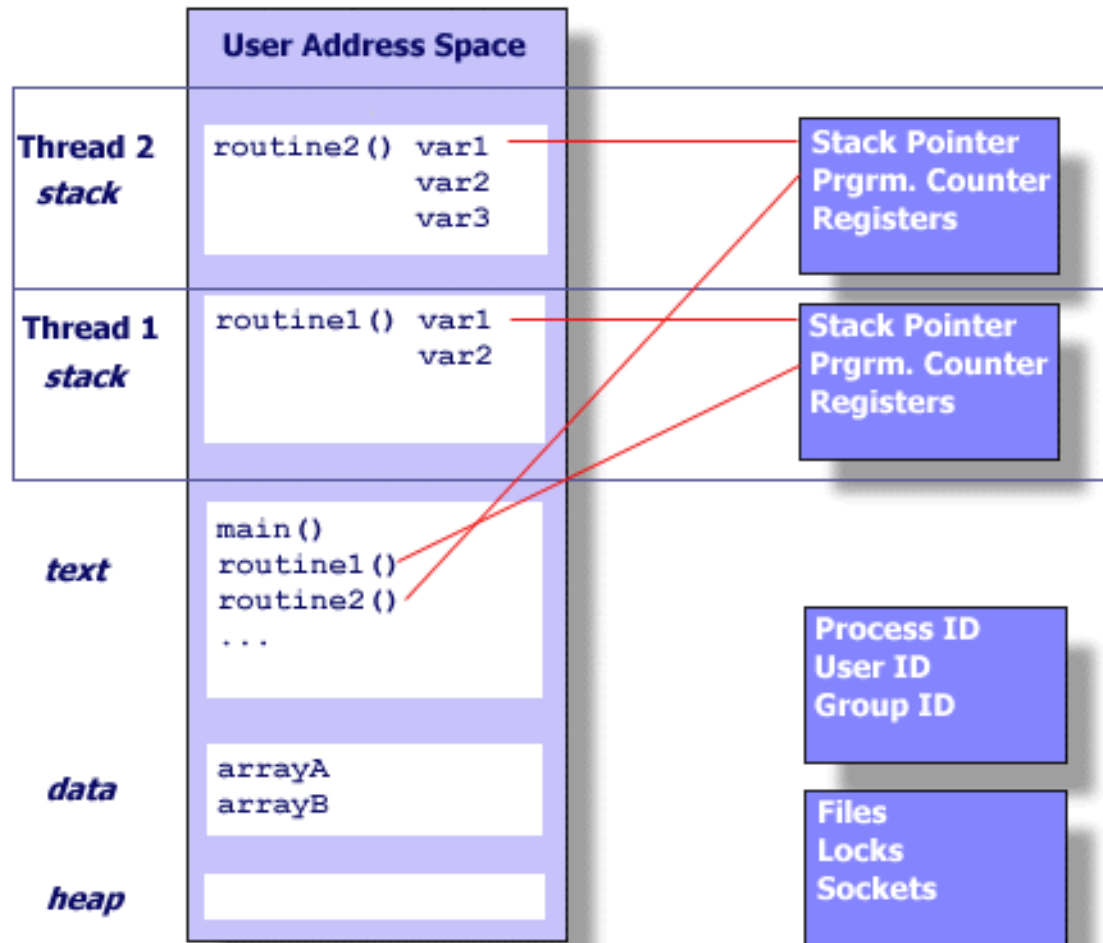 User Address Space
Thread 2
stack
routine2() var1
var2
var3
Stack Pointer
Prgrm. Counter
Registers
Thread 1
stack
routine1() var1
var2
Stack Pointer
Prgrm. Counter
Registers
text
main()
routine1()
routine2()
...
Process ID
User ID
Group ID
data
arrayA
arrayB
Files
Locks
Sockets
heap